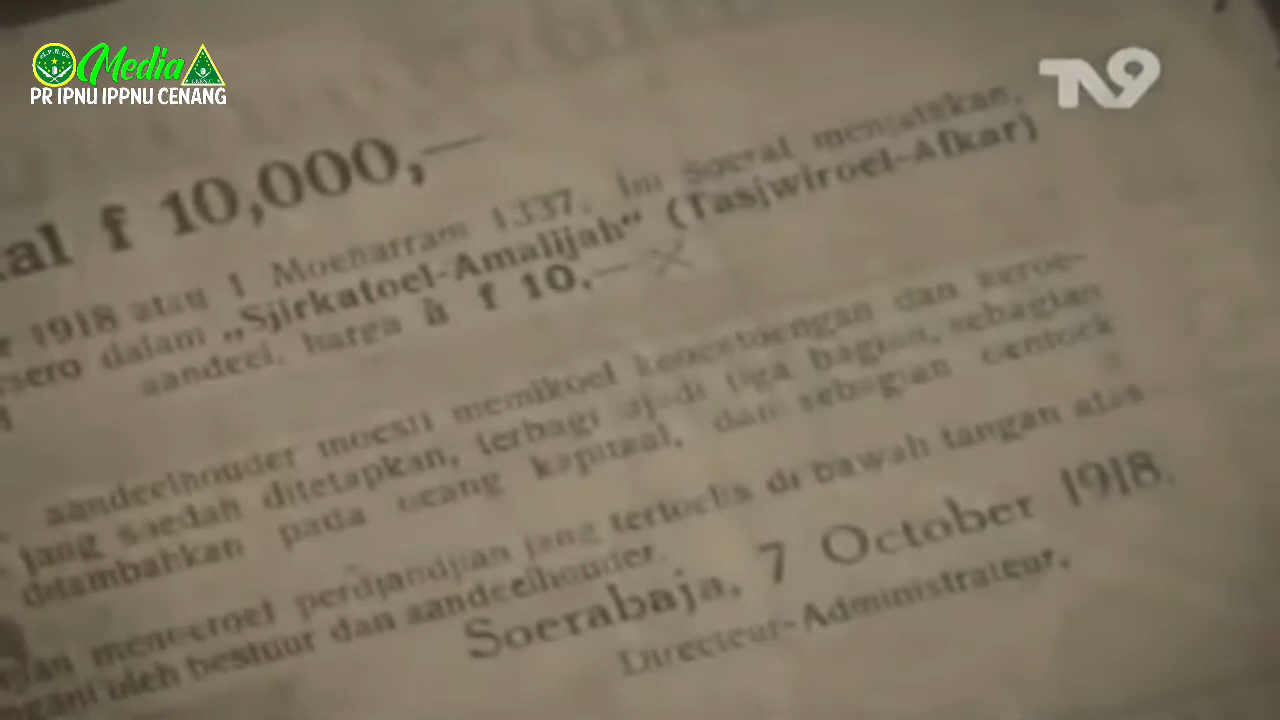 Media
PR IPNU IPPNU CENANG
TV9
al f 10,000,—
1918 atau 1 Moeharram 1337. Ini Soerat menjatakan,
sero dalam „Sjirkatoel-Amalijah“ (Tasjwiroel-Afkar)
aandeel, harga à f 10,—
aandeelhouder moesti memikoel keoentoengan dan keroe-
jang soedah ditetapkan, terbagi djadi tiga bagian, sebagian
ditambahkan pada oeang kapitaal, dan sebagian oentoek
menoeroet perdjandjian jang tertoelis di bawah tangan atas
oleh bestuur dan aandeelhouder.
Soerabaja, 7 October 1918.
Directeur-Administrateur,